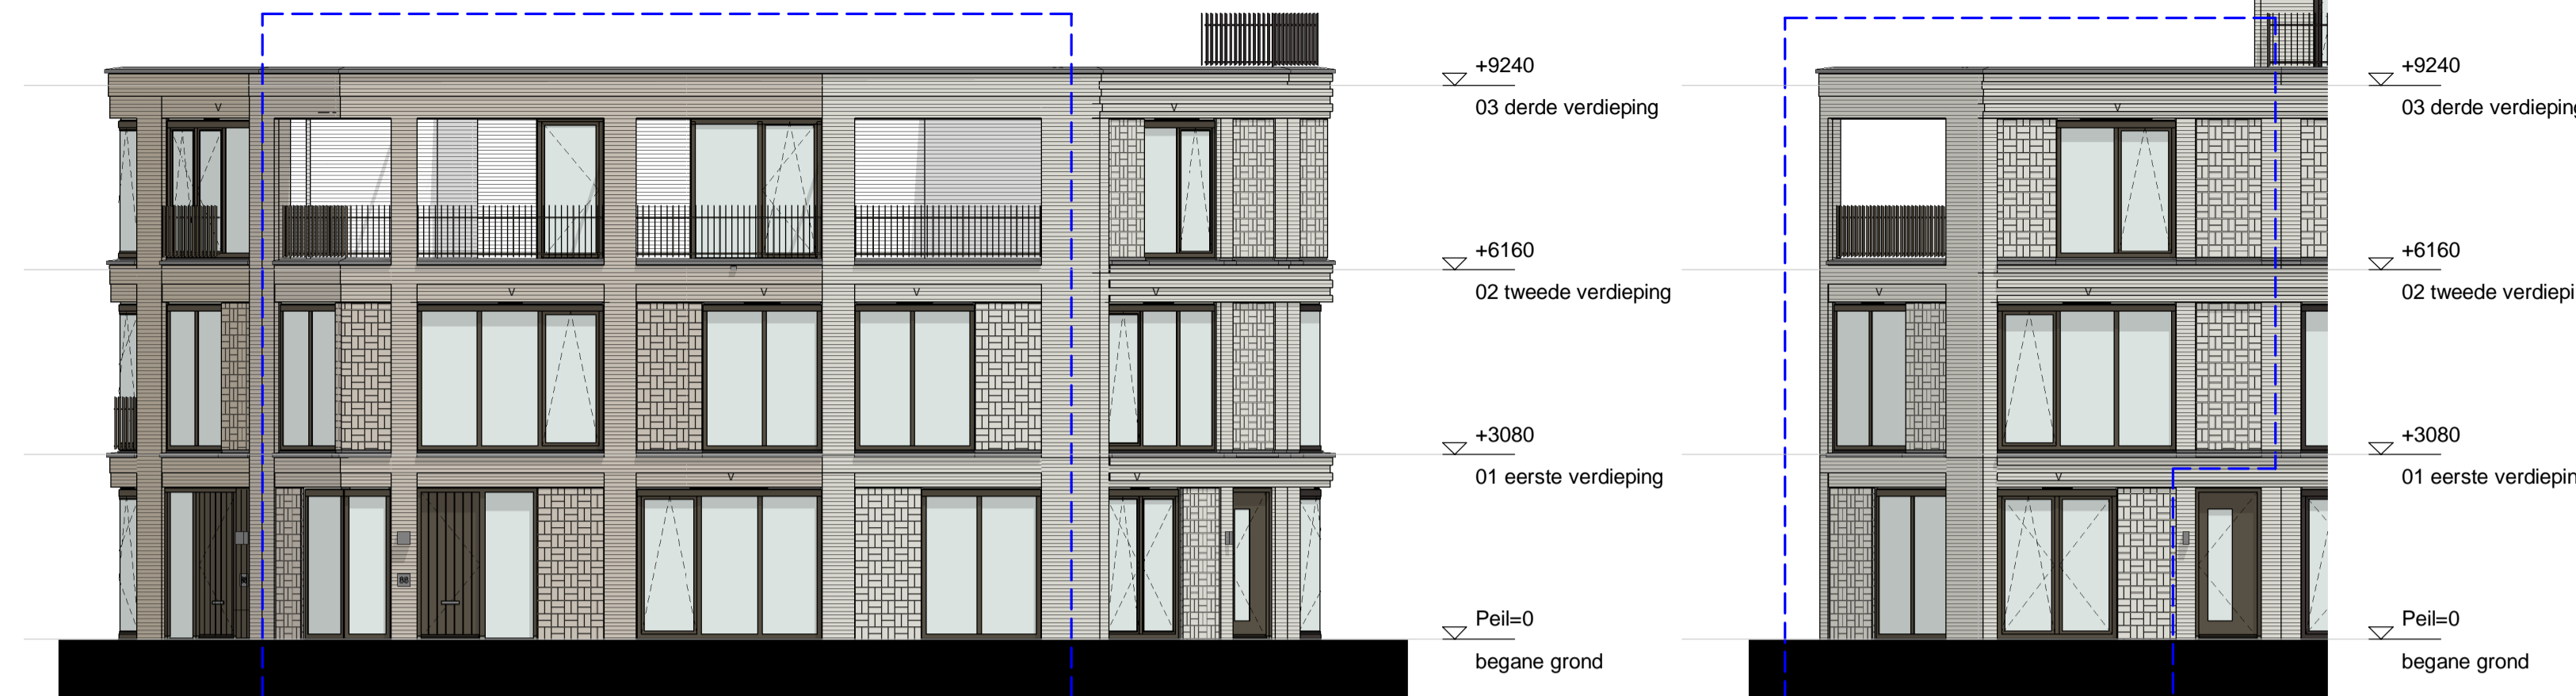 +9240
03 derde verdieping
+6160
02 tweede verdieping
+3080
01 eerste verdieping
Peil=0
begane grond
+9240
03 derde verdieping
+6160
02 tweede verdiepi
+3080
01 eerste verdiepin
Peil=0
begane grond